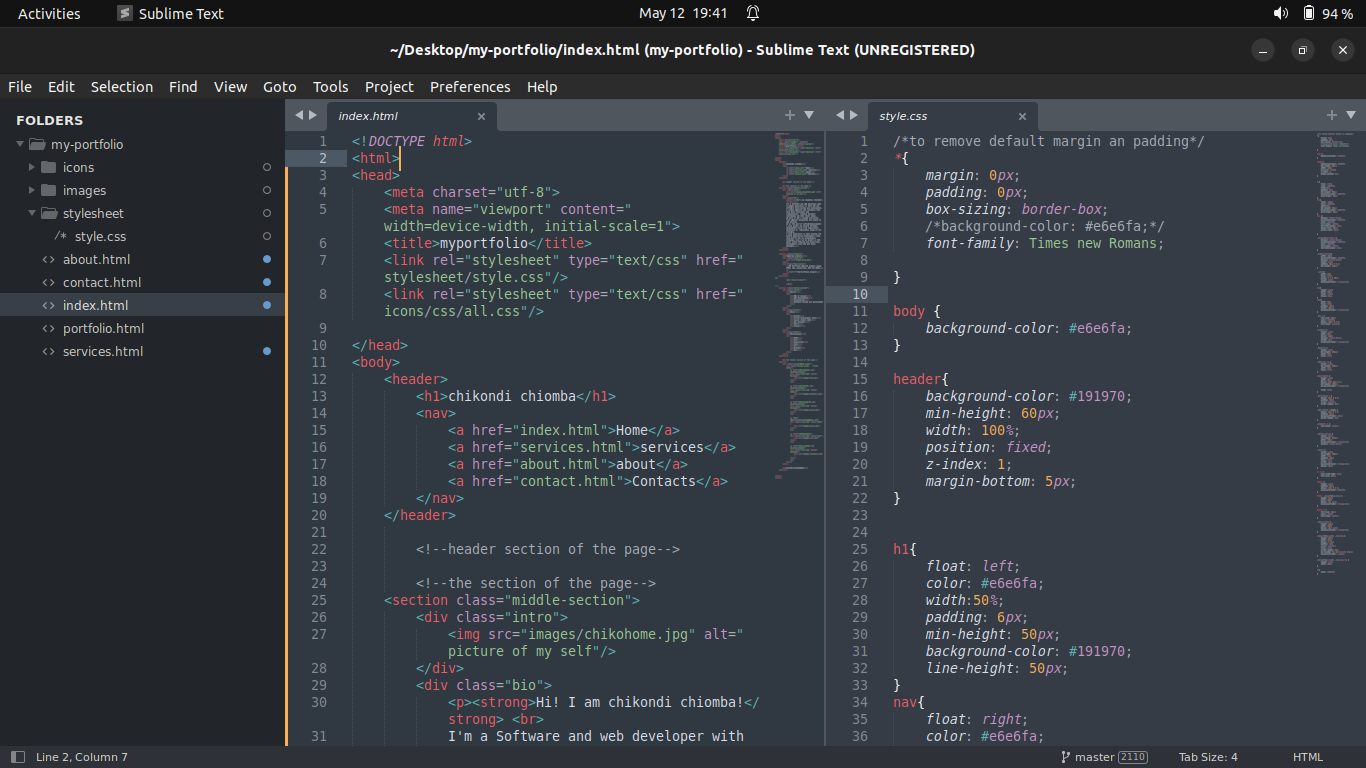 Activities
Sublime Text
May 12 19:41
94 %
~/Desktop/my-portfolio/index.html (my-portfolio) - Sublime Text (UNREGISTERED)
File Edit Selection Find View Goto Tools Project Preferences Help
FOLDERS
my-portfolio
icons
images
stylesheet
/* style.css
<> about.html
<> contact.html
<> index.html
<> portfolio.html
<> services.html
index.html
1 <!DOCTYPE html>
2 <html>
3 <head>
4 <meta charset="utf-8">
5 <meta name="viewport" content="
width=device-width, initial-scale=1">
6 <title>myportfolio</title>
7 <link rel="stylesheet" type="text/css" href="
stylesheet/style.css"/>
8 <link rel="stylesheet" type="text/css" href="
icons/css/all.css"/>
9
10 </head>
11 <body>
12 <header>
13 <h1>chikondi chiomba</h1>
14 <nav>
15 <a href="index.html">Home</a>
16 <a href="services.html">services</a>
17 <a href="about.html">about</a>
18 <a href="contact.html">Contacts</a>
19 </nav>
20 </header>
21
22 <!--header section of the page-->
23
24 <!--the section of the page-->
25 <section class="middle-section">
26 <div class="intro">
27 <img src="images/chikohome.jpg" alt="
picture of my self"/>
28 </div>
29 <div class="bio">
30 <p><strong>Hi! I am chikondi chiomba!</
strong> <br>
31 I'm a Software and web developer with
style.css
1 /*to remove default margin an padding*/
2 *{
3 margin: 0px;
4 padding: 0px;
5 box-sizing: border-box;
6 /*background-color: #e6e6fa;*/
7 font-family: Times new Romans;
8
9 }
10
11 body {
12 background-color: #e6e6fa;
13 }
14
15 header{
16 background-color: #191970;
17 min-height: 60px;
18 width: 100%;
19 position: fixed;
20 z-index: 1;
21 margin-bottom: 5px;
22 }
23
24
25 h1{
26 float: left;
27 color: #e6e6fa;
28 width:50%;
29 padding: 6px;
30 min-height: 50px;
31 background-color: #191970;
32 line-height: 50px;
33 }
34 nav{
35 float: right;
36 color: #e6e6fa;
Line 2, Column 7
master 2110
Tab Size: 4
HTML